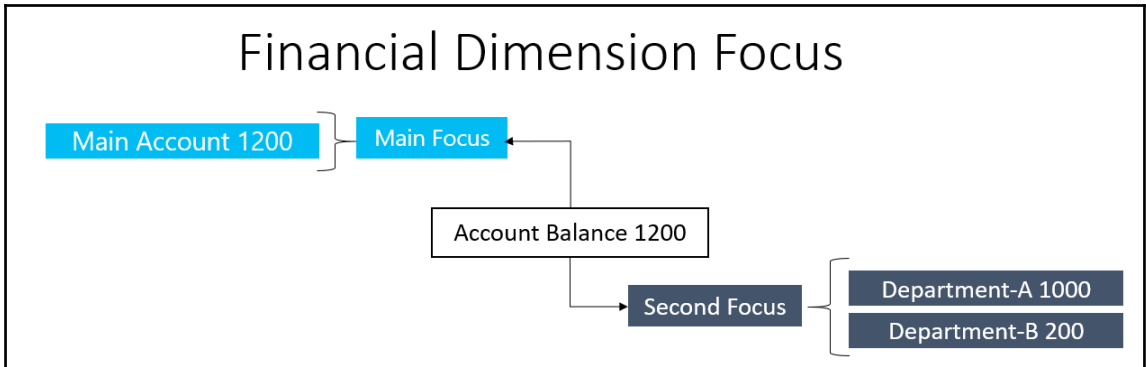 Financial Dimension Focus
Main Account 1200
Main Focus
Account Balance 1200
Second Focus
Department-A 1000
Department-B 200